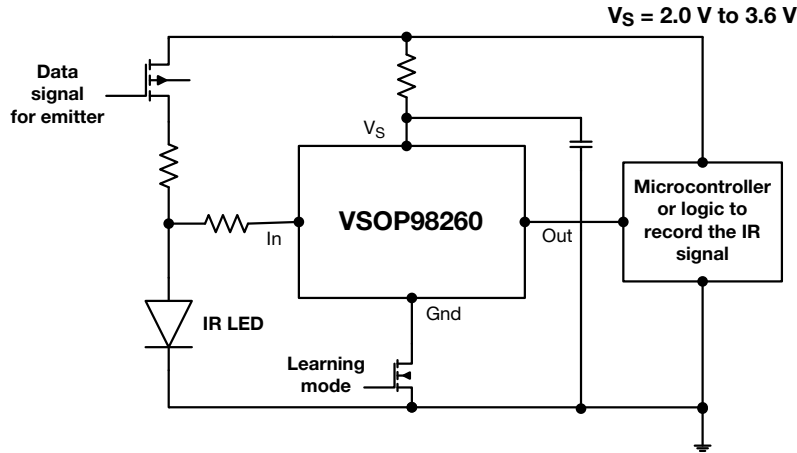 VS = 2.0 V to 3.6 V
Data
signal
for emitter
VS
VSOP98260
In
Out
Microcontroller
or logic to
record the IR
signal
Gnd
IR LED
Learning
mode